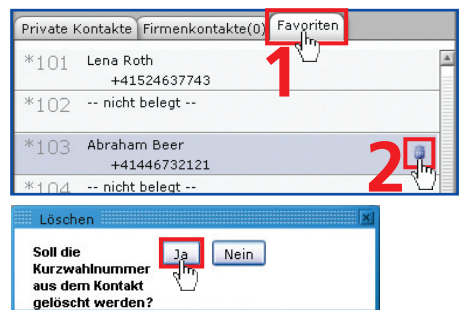 Private Kontakte Firmenkontakte(0) Favoriten
1
*101 Lena Roth
+41524637743
*102 -- nicht belegt --
*103 Abraham Beer
+41446732121
2
*104 -- nicht belegt --
Löschen
Soll die
Kurzwahlnummer
aus dem Kontakt
gelöscht werden?
Ja Nein